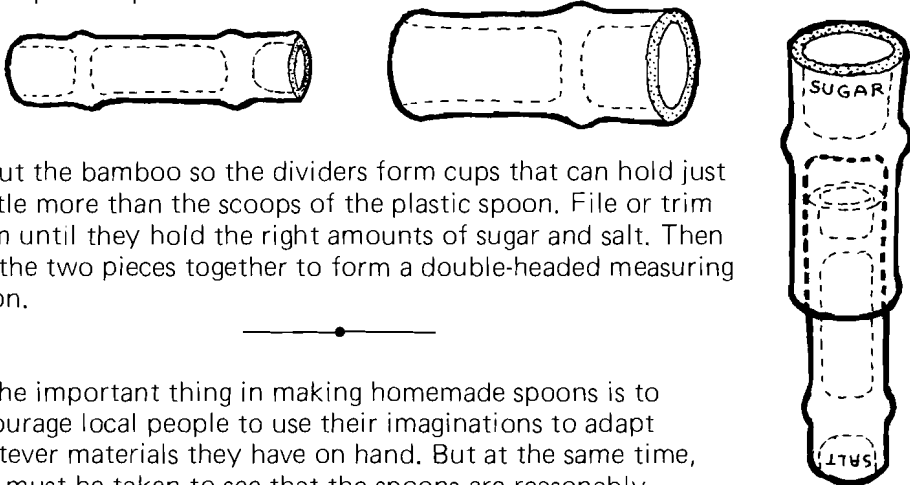 SUGAR
ut the bamboo so the dividers form cups that can hold just
tle more than the scoops of the plastic spoon. File or trim
n until they hold the right amounts of sugar and salt. Then
the two pieces together to form a double-headed measuring
on.
he important thing in making homemade spoons is to
ourage local people to use their imaginations to adapt
tever materials they have on hand. But at the same time,
must be taken to see that the spoons are reasonably
SALT